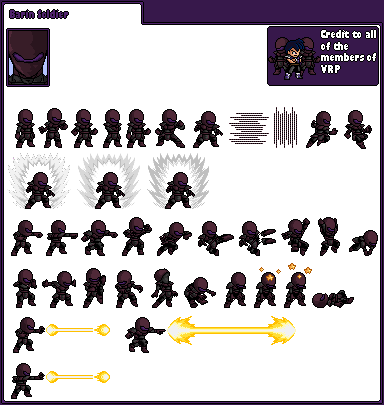 Darin Soldier
Credit to all
of the
members of
VRP